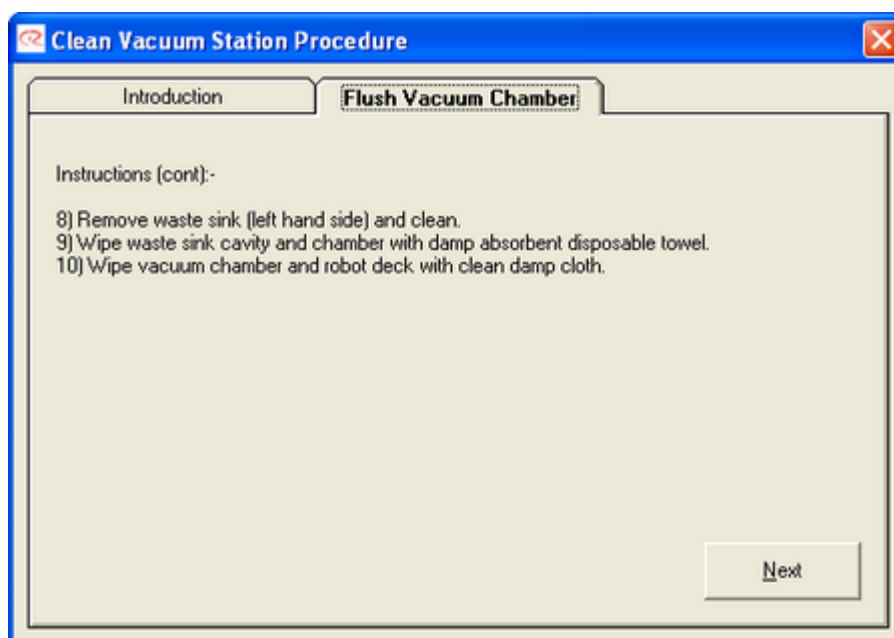 Clean Vacuum Station Procedure
Introduction
Flush Vacuum Chamber
Instructions (cont):-
8) Remove waste sink (left hand side) and clean.
9) Wipe waste sink cavity and chamber with damp absorbent disposable towel.
10) Wipe vacuum chamber and robot deck with clean damp cloth.
Next